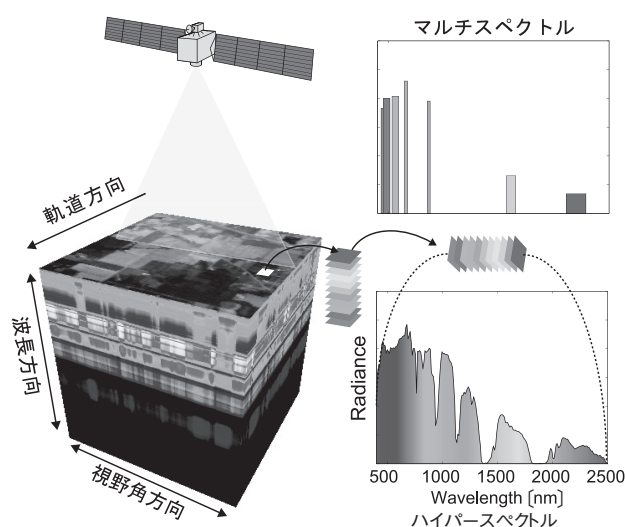 マルチスペクトル
軌道方向
波長方向
視野角方向
Radiance
500 1000 1500 2000 2500
Wavelength [nm]
ハイパースペクトル